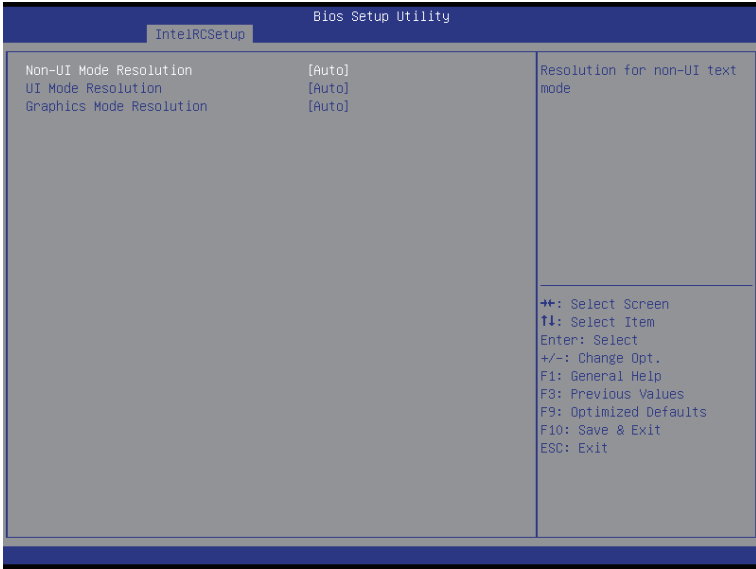 Bios Setup Utility
IntelRCSetup
Non-UI Mode Resolution [Auto]
UI Mode Resolution [Auto]
Graphics Mode Resolution [Auto]
Resolution for non-UI text
mode
→←: Select Screen
↑↓: Select Item
Enter: Select
+/-: Change Opt.
F1: General Help
F3: Previous Values
F9: Optimized Defaults
F10: Save & Exit
ESC: Exit